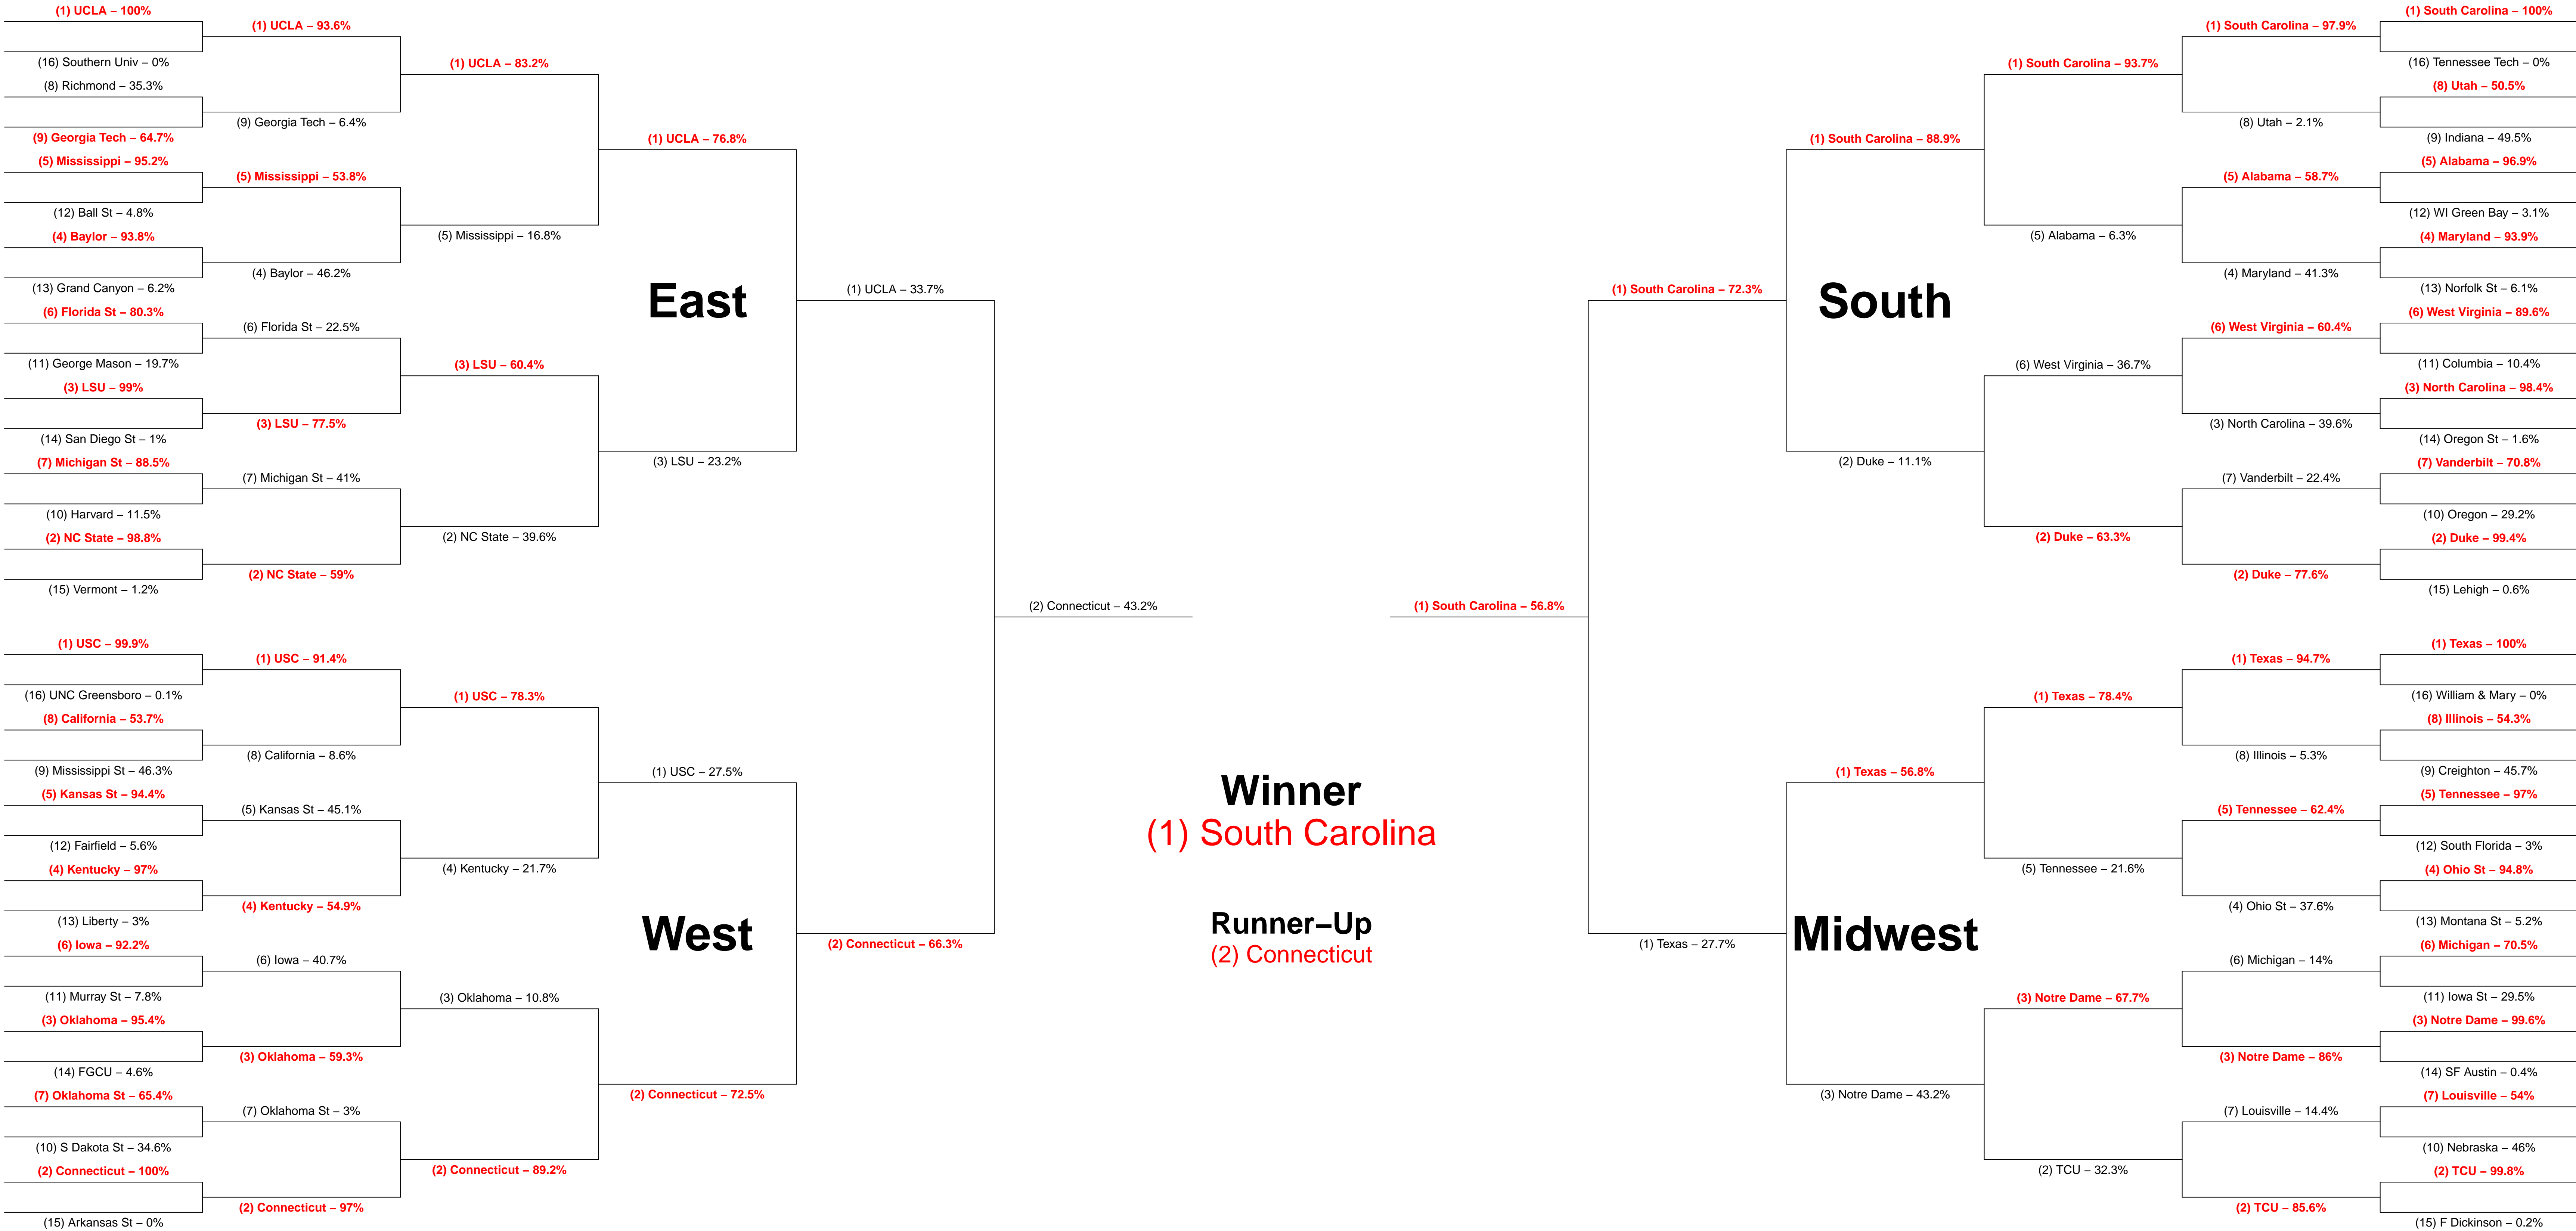 (1) UCLA – 100%
(16) Southern Univ – 0%
(8) Richmond – 35.3%
(9) Georgia Tech – 64.7%
(5) Mississippi – 95.2%
(12) Ball St – 4.8%
(4) Baylor – 93.8%
(13) Grand Canyon – 6.2%
(6) Florida St – 80.3%
(11) George Mason – 19.7%
(3) LSU – 99%
(14) San Diego St – 1%
(7) Michigan St – 88.5%
(10) Harvard – 11.5%
(2) NC State – 98.8%
(15) Vermont – 1.2%
(1) UCLA – 93.6%
(9) Georgia Tech – 6.4%
(5) Mississippi – 53.8%
(4) Baylor – 46.2%
(6) Florida St – 22.5%
(3) LSU – 77.5%
(7) Michigan St – 41%
(2) NC State – 59%
(1) UCLA – 83.2%
(5) Mississippi – 16.8%
(3) LSU – 60.4%
(2) NC State – 39.6%
(1) UCLA – 76.8%
East
(3) LSU – 23.2%
(1) UCLA – 33.7%
(1) USC – 99.9%
(16) UNC Greensboro – 0.1%
(8) California – 53.7%
(9) Mississippi St – 46.3%
(5) Kansas St – 94.4%
(12) Fairfield – 5.6%
(4) Kentucky – 97%
(13) Liberty – 3%
(6) Iowa – 92.2%
(11) Murray St – 7.8%
(3) Oklahoma – 95.4%
(14) FGCU – 4.6%
(7) Oklahoma St – 65.4%
(10) S Dakota St – 34.6%
(2) Connecticut – 100%
(15) Arkansas St – 0%
(1) USC – 91.4%
(8) California – 8.6%
(5) Kansas St – 45.1%
(4) Kentucky – 54.9%
(6) Iowa – 40.7%
(3) Oklahoma – 59.3%
(7) Oklahoma St – 3%
(2) Connecticut – 97%
(1) USC – 78.3%
(4) Kentucky – 21.7%
(3) Oklahoma – 10.8%
(2) Connecticut – 89.2%
(1) USC – 27.5%
West
(2) Connecticut – 72.5%
(2) Connecticut – 66.3%
(2) Connecticut – 43.2%
(1) South Carolina – 56.8%
Winner
(1) South Carolina
Runner–Up
(2) Connecticut
(1) South Carolina – 72.3%
(1) South Carolina – 88.9%
South
(2) Duke – 11.1%
(1) South Carolina – 93.7%
(5) Alabama – 6.3%
(6) West Virginia – 36.7%
(2) Duke – 63.3%
(1) South Carolina – 97.9%
(8) Utah – 2.1%
(5) Alabama – 58.7%
(4) Maryland – 41.3%
(6) West Virginia – 60.4%
(3) North Carolina – 39.6%
(7) Vanderbilt – 22.4%
(2) Duke – 77.6%
(1) South Carolina – 100%
(16) Tennessee Tech – 0%
(8) Utah – 50.5%
(9) Indiana – 49.5%
(5) Alabama – 96.9%
(12) WI Green Bay – 3.1%
(4) Maryland – 93.9%
(13) Norfolk St – 6.1%
(6) West Virginia – 89.6%
(11) Columbia – 10.4%
(3) North Carolina – 98.4%
(14) Oregon St – 1.6%
(7) Vanderbilt – 70.8%
(10) Oregon – 29.2%
(2) Duke – 99.4%
(15) Lehigh – 0.6%
(1) Texas – 27.7%
(1) Texas – 56.8%
Midwest
(3) Notre Dame – 43.2%
(1) Texas – 78.4%
(5) Tennessee – 21.6%
(3) Notre Dame – 67.7%
(2) TCU – 32.3%
(1) Texas – 94.7%
(8) Illinois – 5.3%
(5) Tennessee – 62.4%
(4) Ohio St – 37.6%
(6) Michigan – 14%
(3) Notre Dame – 86%
(7) Louisville – 14.4%
(2) TCU – 85.6%
(1) Texas – 100%
(16) William & Mary – 0%
(8) Illinois – 54.3%
(9) Creighton – 45.7%
(5) Tennessee – 97%
(12) South Florida – 3%
(4) Ohio St – 94.8%
(13) Montana St – 5.2%
(6) Michigan – 70.5%
(11) Iowa St – 29.5%
(3) Notre Dame – 99.6%
(14) SF Austin – 0.4%
(7) Louisville – 54%
(10) Nebraska – 46%
(2) TCU – 99.8%
(15) F Dickinson – 0.2%